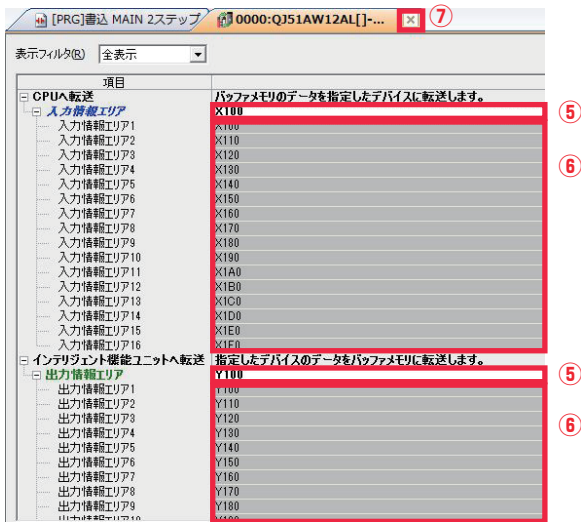 [PRG]書込 MAIN 2ステップ 0000:QJ51AW12AL[]-... ⑦
表示フィルタ(R) 全表示
項目
CPUへ転送 バッファメモリのデータを指定したデバイスに転送します。
入力情報エリア X100 ⑤
入力情報エリア1 X100
入力情報エリア2 X110
入力情報エリア3 X120 ⑥
入力情報エリア4 X130
入力情報エリア5 X140
入力情報エリア6 X150
入力情報エリア7 X160
入力情報エリア8 X170
入力情報エリア9 X180
入力情報エリア10 X190
入力情報エリア11 X1A0
入力情報エリア12 X1B0
入力情報エリア13 X1C0
入力情報エリア14 X1D0
入力情報エリア15 X1E0
入力情報エリア16 X1F0
インテリジェント機能ユニットへ転送 指定したデバイスのデータをバッファメモリに転送します。
出力情報エリア Y100 ⑤
出力情報エリア1 Y100
出力情報エリア2 Y110
出力情報エリア3 Y120 ⑥
出力情報エリア4 Y130
出力情報エリア5 Y140
出力情報エリア6 Y150
出力情報エリア7 Y160
出力情報エリア8 Y170
出力情報エリア9 Y180
出力情報エリア10